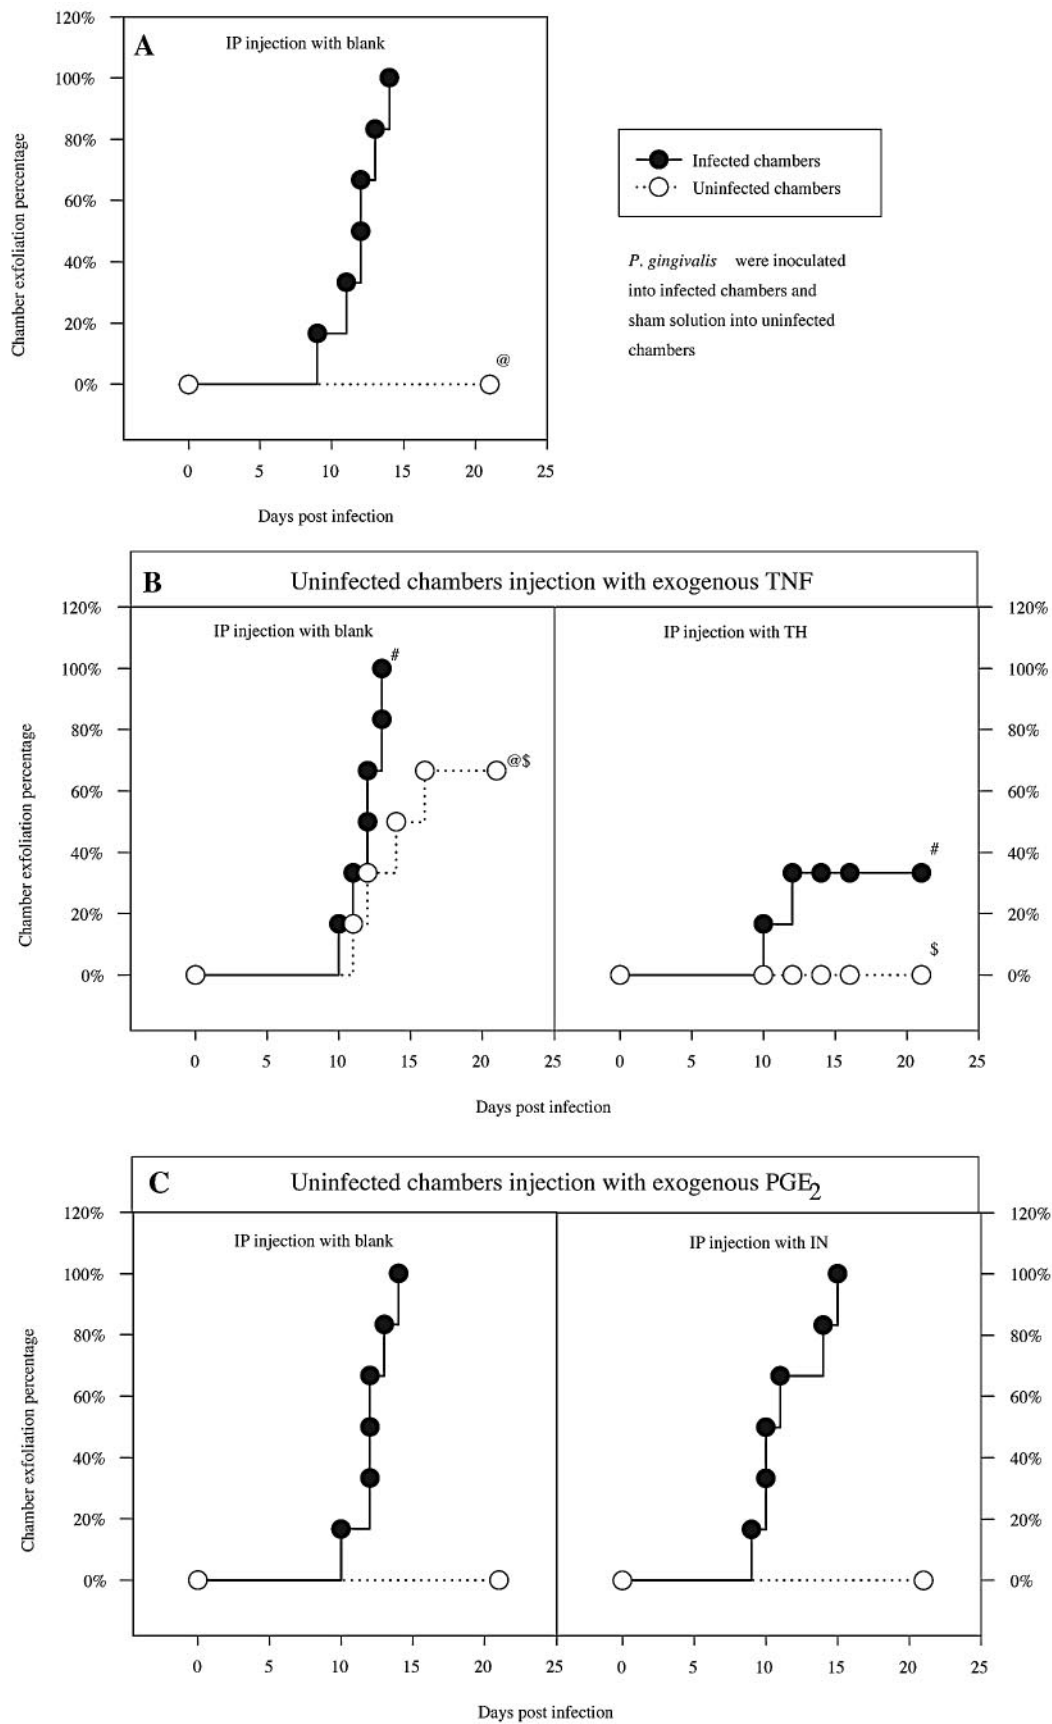 A
IP injection with blank
120%
100%
80%
60%
40%
20%
0%
Chamber exfoliation percentage
@
0 5 10 15 20 25
Days post infection
Infected chambers
Uninfected chambers
P. gingivalis were inoculated
into infected chambers and
sham solution into uninfected
chambers
B Uninfected chambers injection with exogenous TNF
IP injection with blank
120%
100%
80%
60%
40%
20%
0%
Chamber exfoliation percentage
#
@$
0 5 10 15 20 25
IP injection with TH
120%
100%
80%
60%
40%
20%
0%
#
$
0 5 10 15 20 25
Days post infection
C Uninfected chambers injection with exogenous PGE2
IP injection with blank
120%
100%
80%
60%
40%
20%
0%
Chamber exfoliation percentage
0 5 10 15 20 25
IP injection with IN
120%
100%
80%
60%
40%
20%
0%
0 5 10 15 20 25
Days post infection